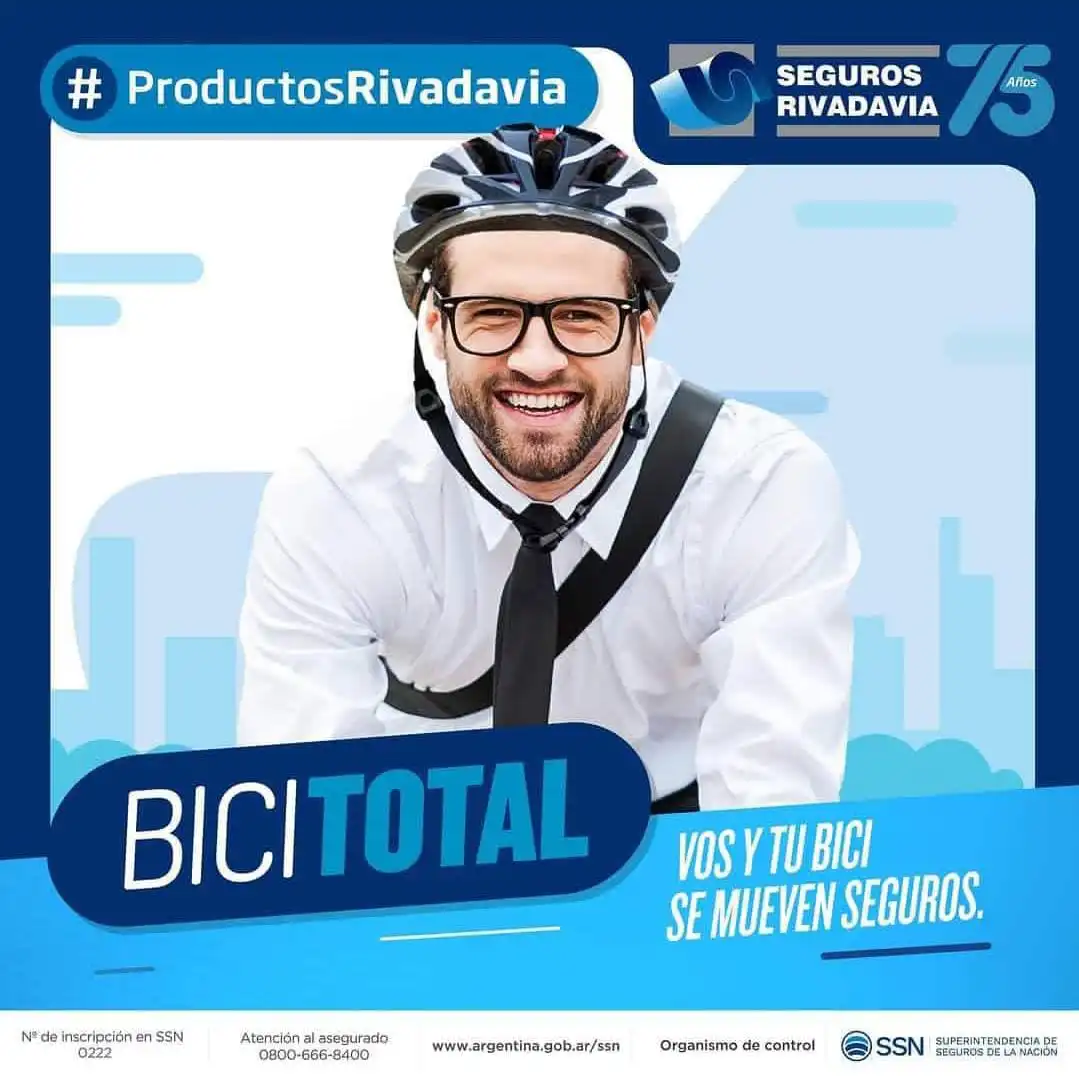 # ProductosRivadavia
SEGUROS
RIVADAVIA
75
Años
BICITOTAL
VOS Y TU BICI
SE MUEVEN SEGUROS.
Nº de inscripción en SSN
0222
Atención al asegurado
0800-666-8400
www.argentina.gob.ar/ssn
Organismo de control
SSN
SUPERINTENDENCIA DE
SEGUROS DE LA NACIÓN